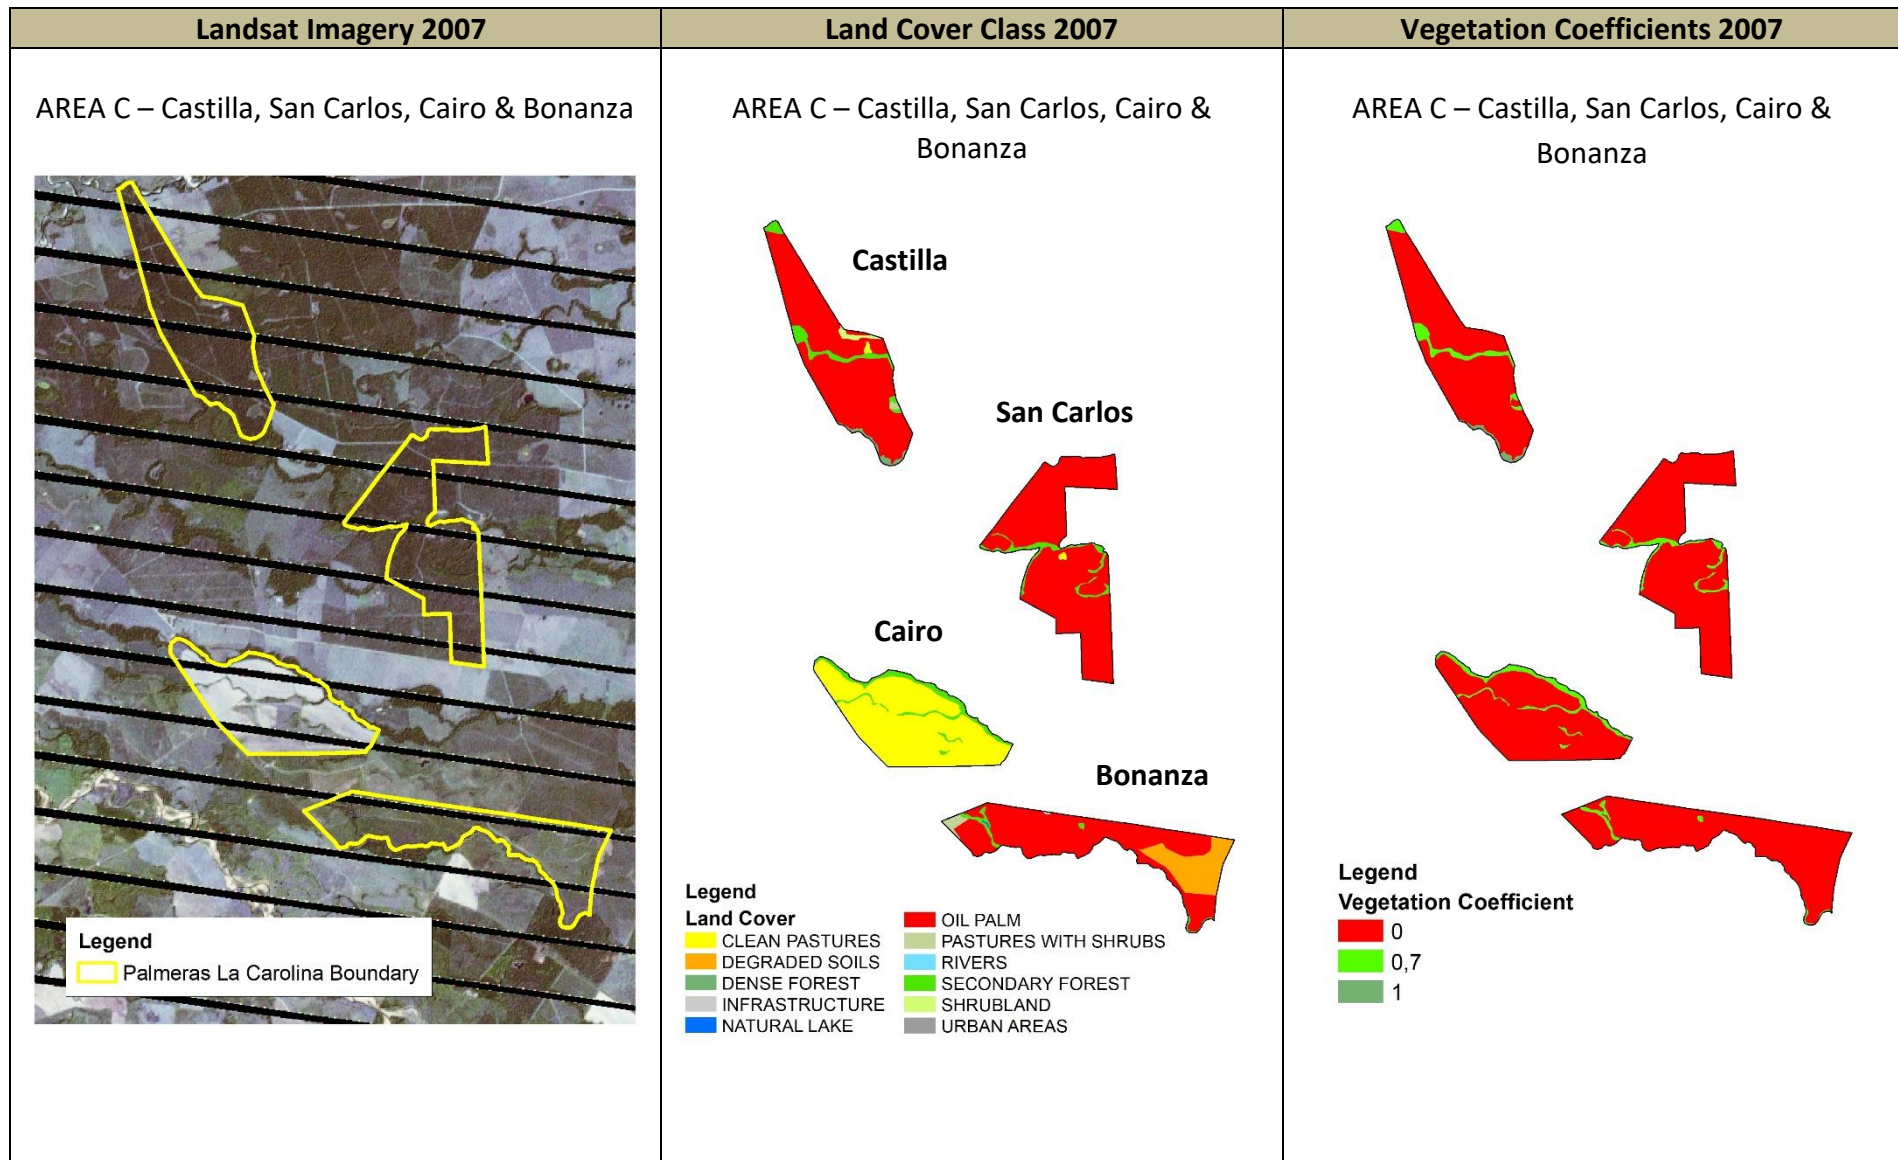 Landsat Imagery 2007
Land Cover Class 2007
Vegetation Coefficients 2007
AREA C – Castilla, San Carlos, Cairo & Bonanza
Legend
Palmeras La Carolina Boundary
AREA C – Castilla, San Carlos, Cairo &
Bonanza
Castilla
San Carlos
Cairo
Bonanza
Legend
Land Cover
CLEAN PASTURES
DEGRADED SOILS
DENSE FOREST
INFRASTRUCTURE
NATURAL LAKE
OIL PALM
PASTURES WITH SHRUBS
RIVERS
SECONDARY FOREST
SHRUBLAND
URBAN AREAS
AREA C – Castilla, San Carlos, Cairo &
Bonanza
Legend
Vegetation Coefficient
0
0,7
1